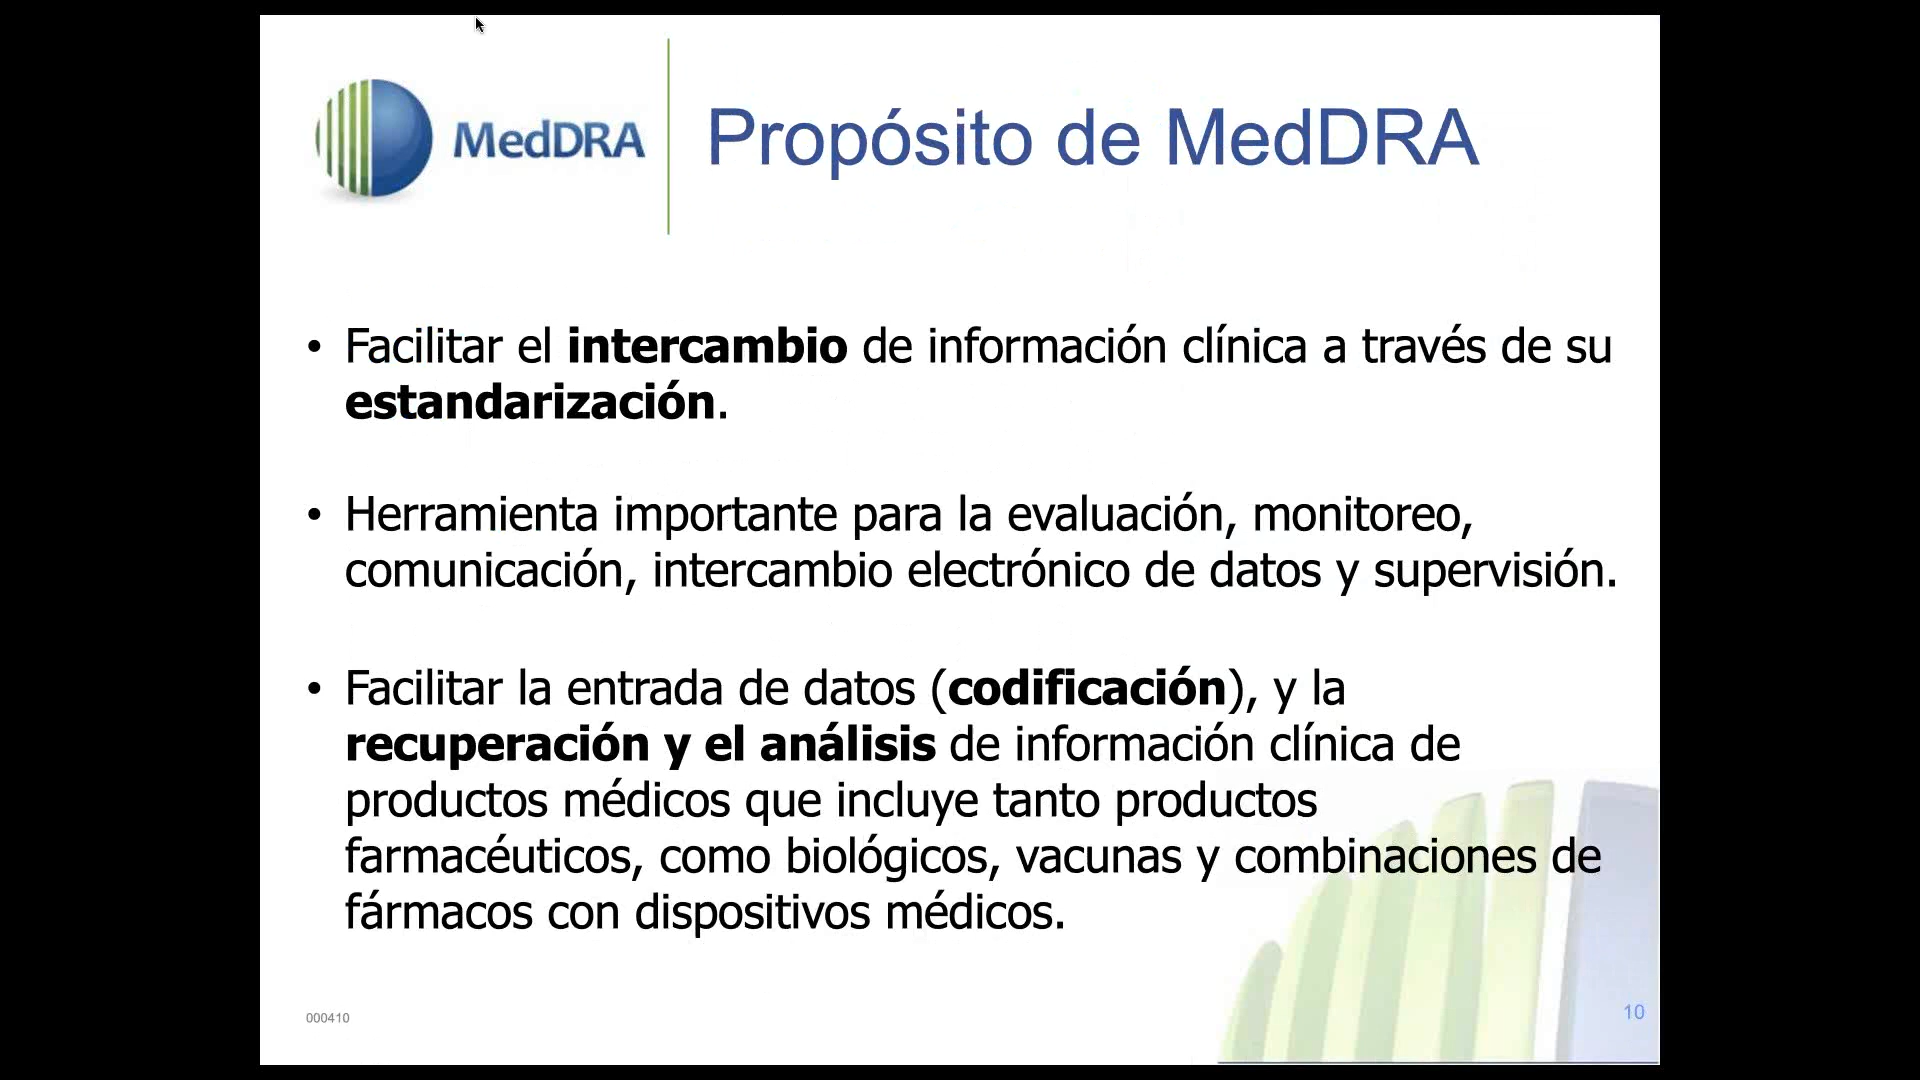 MedDRA
Propósito de MedDRA
• Facilitar el intercambio de información clínica a través de su
estandarización.
• Herramienta importante para la evaluación, monitoreo,
comunicación, intercambio electrónico de datos y supervisión.
• Facilitar la entrada de datos (codificación), y la
recuperación y el análisis de información clínica de
productos médicos que incluye tanto productos
farmacéuticos, como biológicos, vacunas y combinaciones de
fármacos con dispositivos médicos.
000410
10